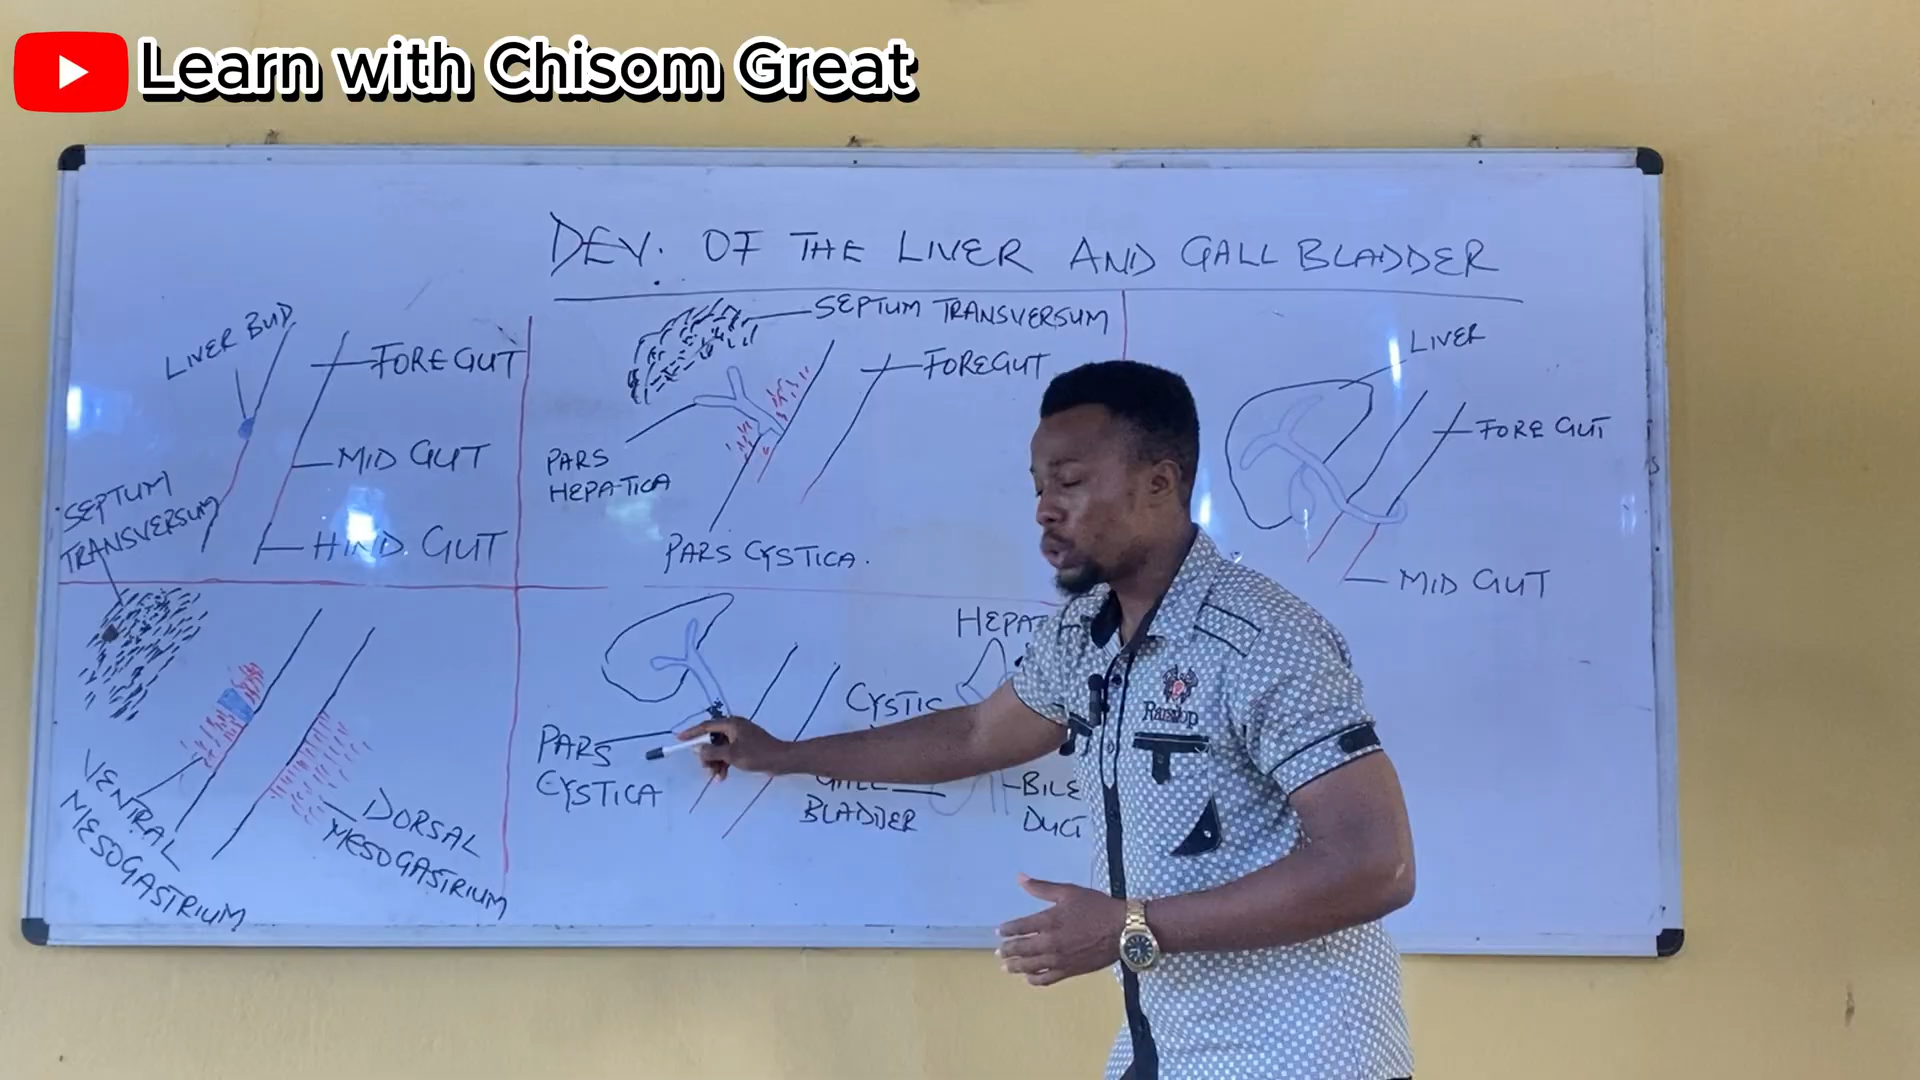 Learn with Chisom Great
DEV. OF THE LIVER AND GALL BLADDER
LIVER BUD
FORE GUT
MID GUT
HIND GUT
SEPTUM
TRANSVERSUM
VENTRAL
MESOGASTRIUM
DORSAL
MESOGASTRIUM
SEPTUM TRANSVERSUM
FOREGUT
PARS
HEPATICA
PARS CYSTICA.
PARS
CYSTICA
HEPAT
CYSTIC
GALL
BLADDER
BILE
DUCT
LIVER
FORE GUT
MID GUT